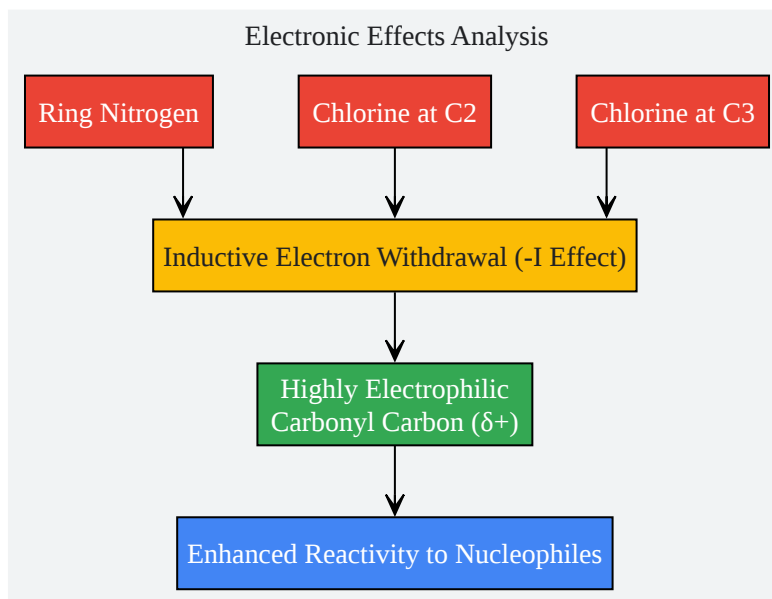 Electronic Effects Analysis
Ring Nitrogen
Chlorine at C2
Chlorine at C3
Inductive Electron Withdrawal (-I Effect)
Highly Electrophilic
Carbonyl Carbon (δ+)
Enhanced Reactivity to Nucleophiles